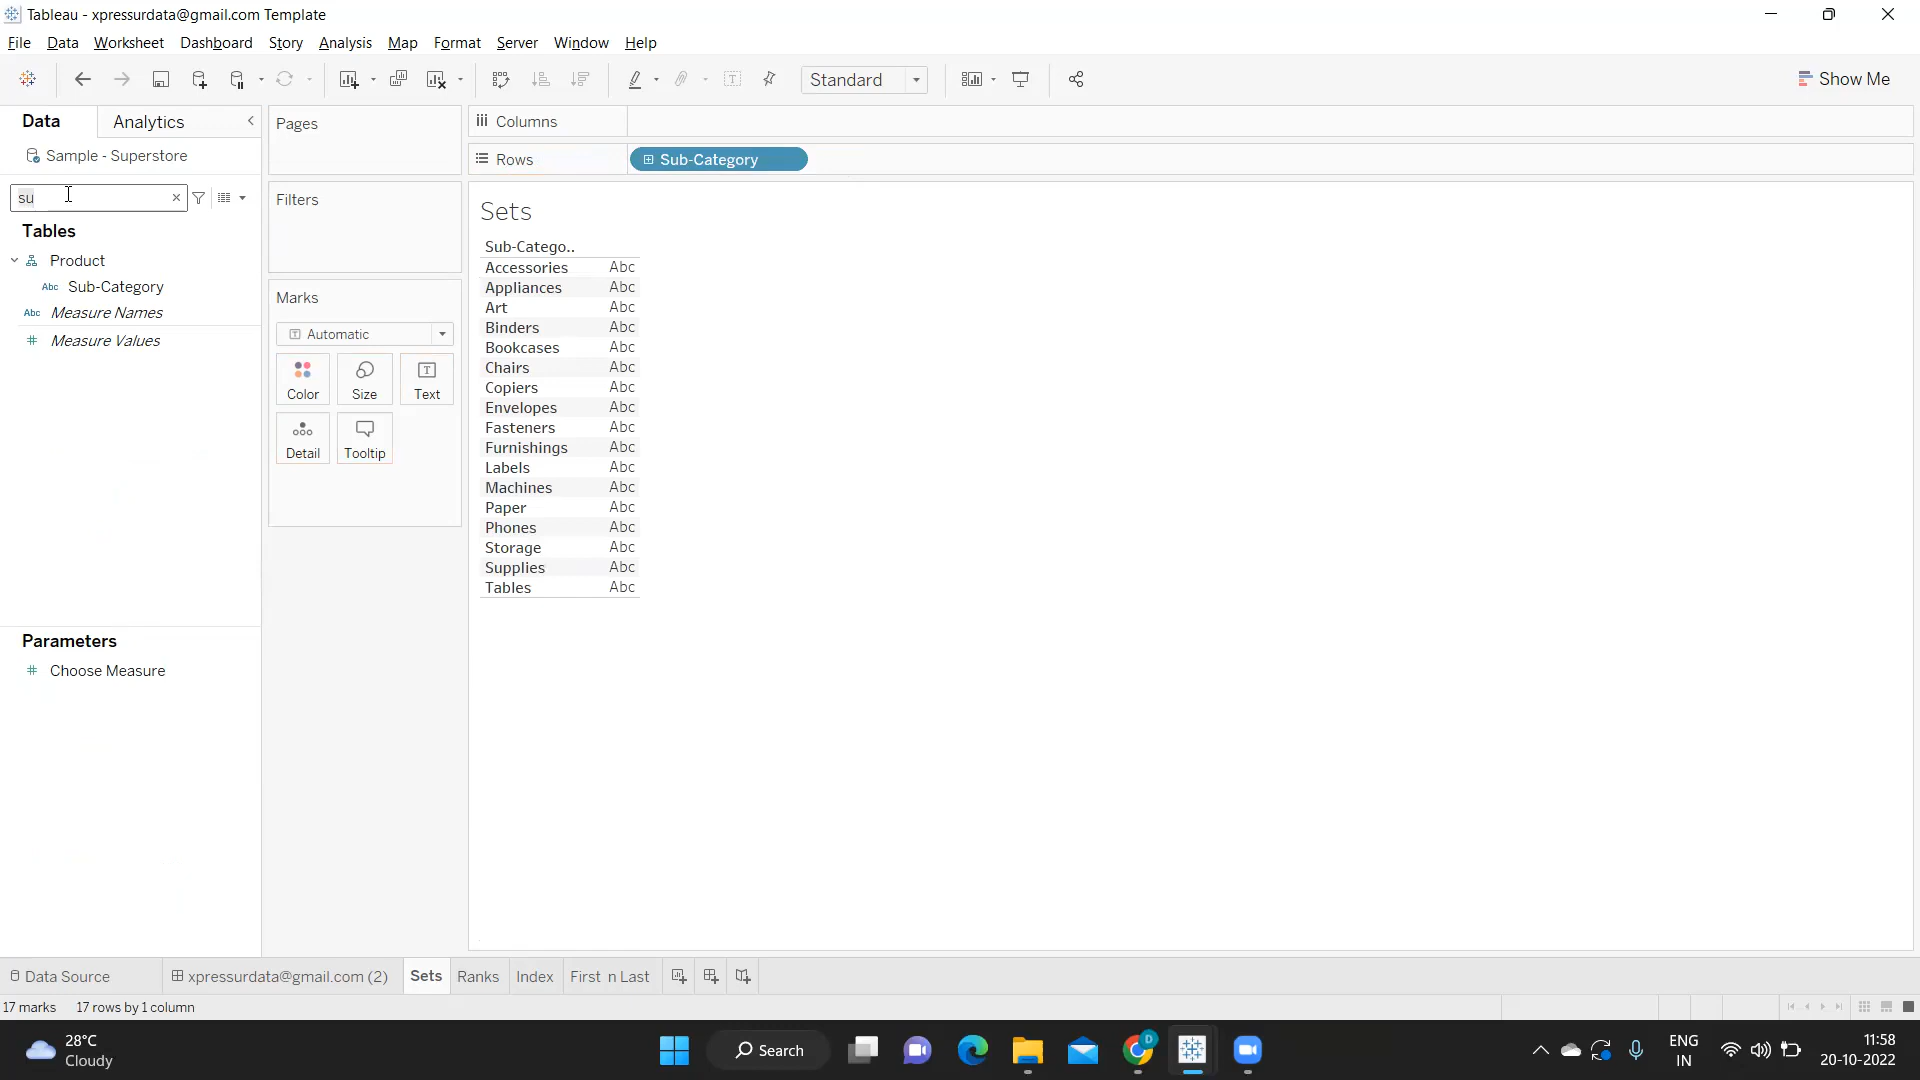 Tableau - xpressurdata@gmail.com Template
File Data Worksheet Dashboard Story Analysis Map Format Server Window Help
Standard
Show Me
Data Analytics
Sample - Superstore
su
Tables
Product
Abc Sub-Category
Abc Measure Names
# Measure Values
Parameters
# Choose Measure
Pages
Filters
Marks
T Automatic
Color Size Text
Detail Tooltip
Columns
Rows Sub-Category
Sets
Sub-Catego..
Accessories Abc
Appliances Abc
Art Abc
Binders Abc
Bookcases Abc
Chairs Abc
Copiers Abc
Envelopes Abc
Fasteners Abc
Furnishings Abc
Labels Abc
Machines Abc
Paper Abc
Phones Abc
Storage Abc
Supplies Abc
Tables Abc
Data Source xpressurdata@gmail.com (2) Sets Ranks Index First n Last
17 marks 17 rows by 1 column
28°C
Cloudy
Search
D
ENG
IN
11:58
20-10-2022